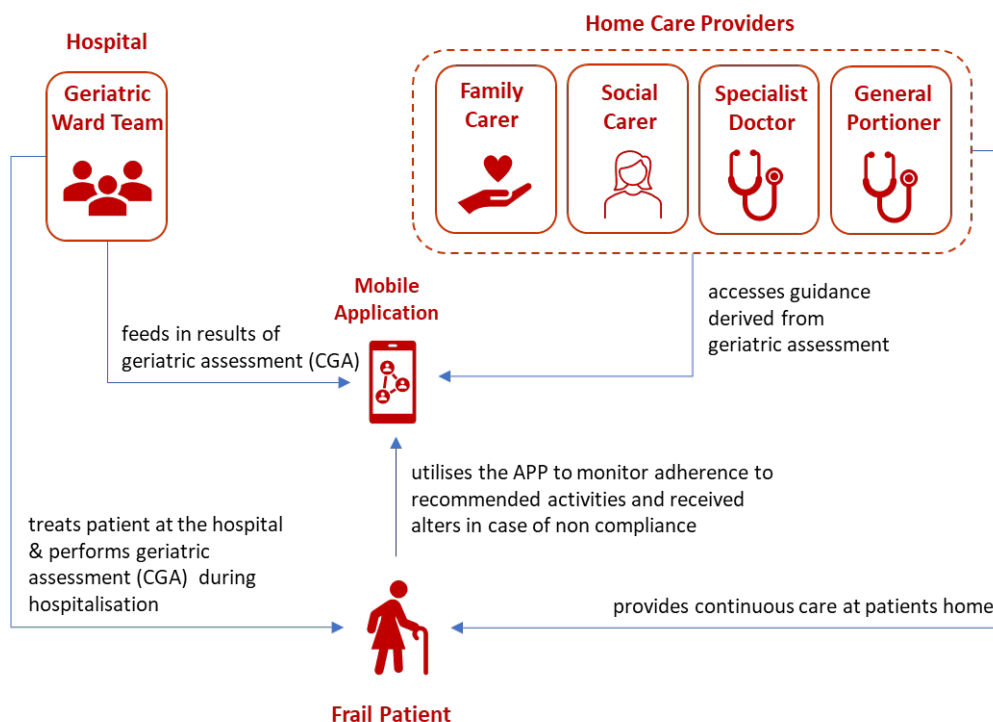 Hospital
Geriatric
Ward Team
Home Care Providers
Family
Carer
Social
Carer
Specialist
Doctor
General
Portioner
Mobile
Application
feeds in results of
geriatric assessment (CGA)
accesses guidance
derived from
geriatric assessment
utilises the APP to monitor adherence to
recommended activities and received
alters in case of non compliance
treats patient at the hospital
& performs geriatric
assessment (CGA) during
hospitalisation
provides continuous care at patients home
Frail Patient